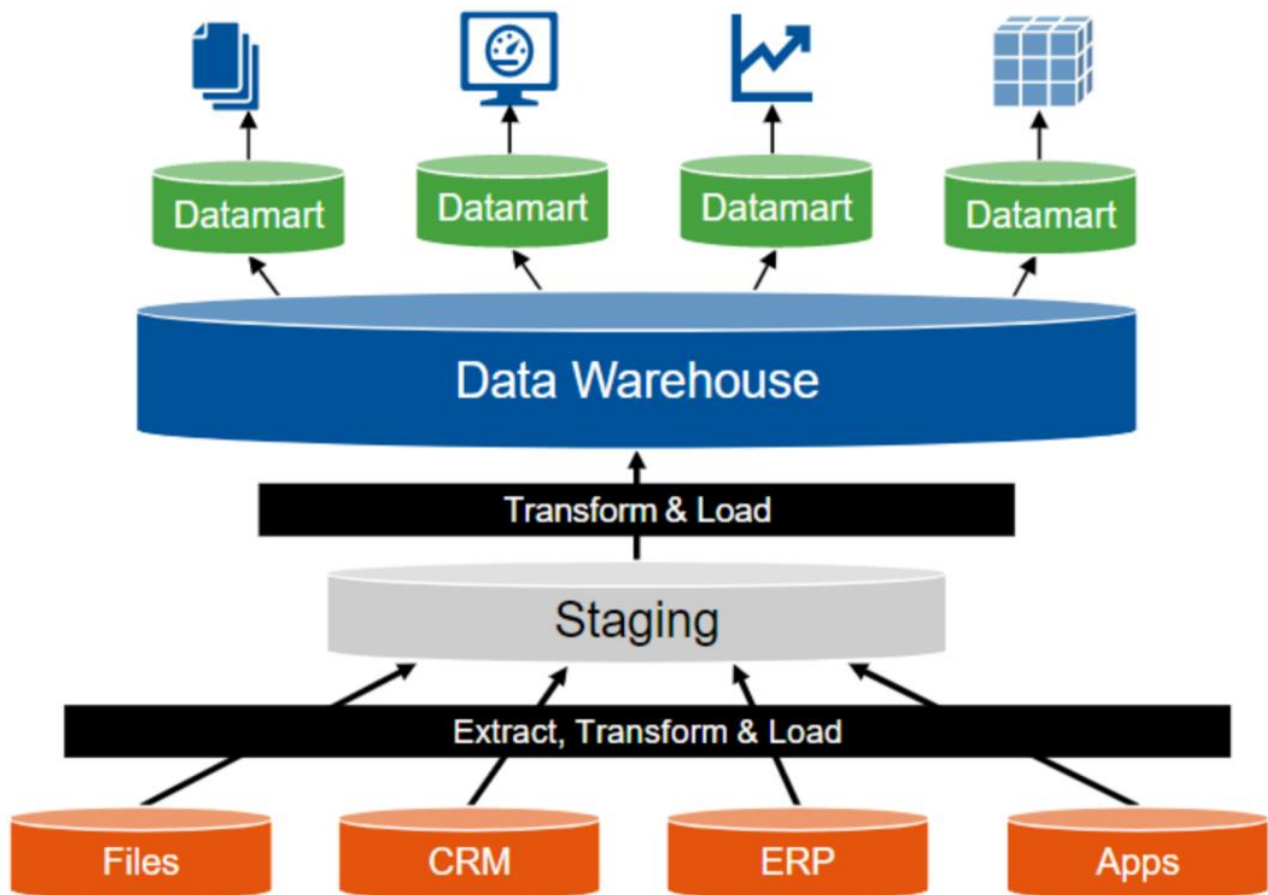 Datamart
Datamart
Datamart
Datamart
Data Warehouse
Transform & Load
Staging
Extract, Transform & Load
Files
CRM
ERP
Apps